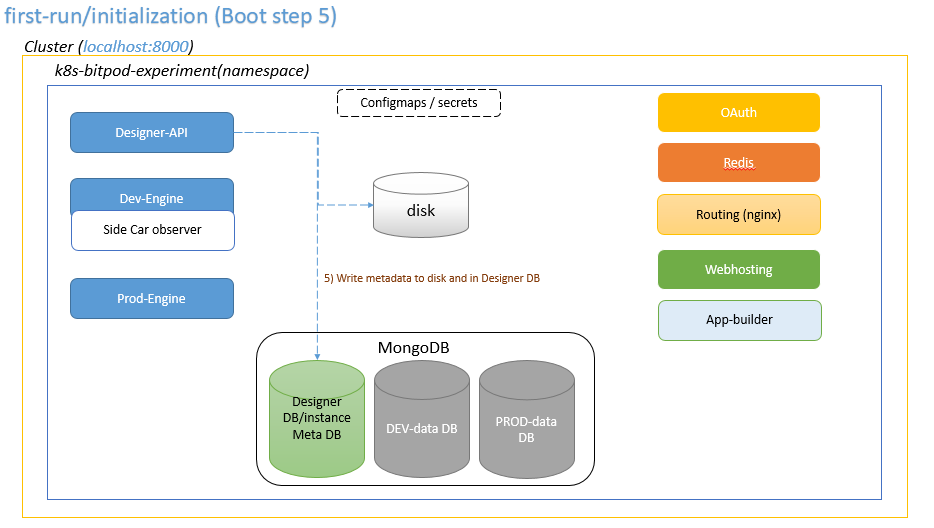 first-run/initialization (Boot step 5)
Cluster (localhost:8000)
k8s-bitpod-experiment(namespace)
Configmaps / secrets
Designer-API
Dev-Engine
Side Car observer
Prod-Engine
disk
5) Write metadata to disk and in Designer DB
MongoDB
Designer
DB/instance
Meta DB
DEV-data DB
PROD-data
DB
OAuth
Redis
Routing (nginx)
Webhosting
App-builder